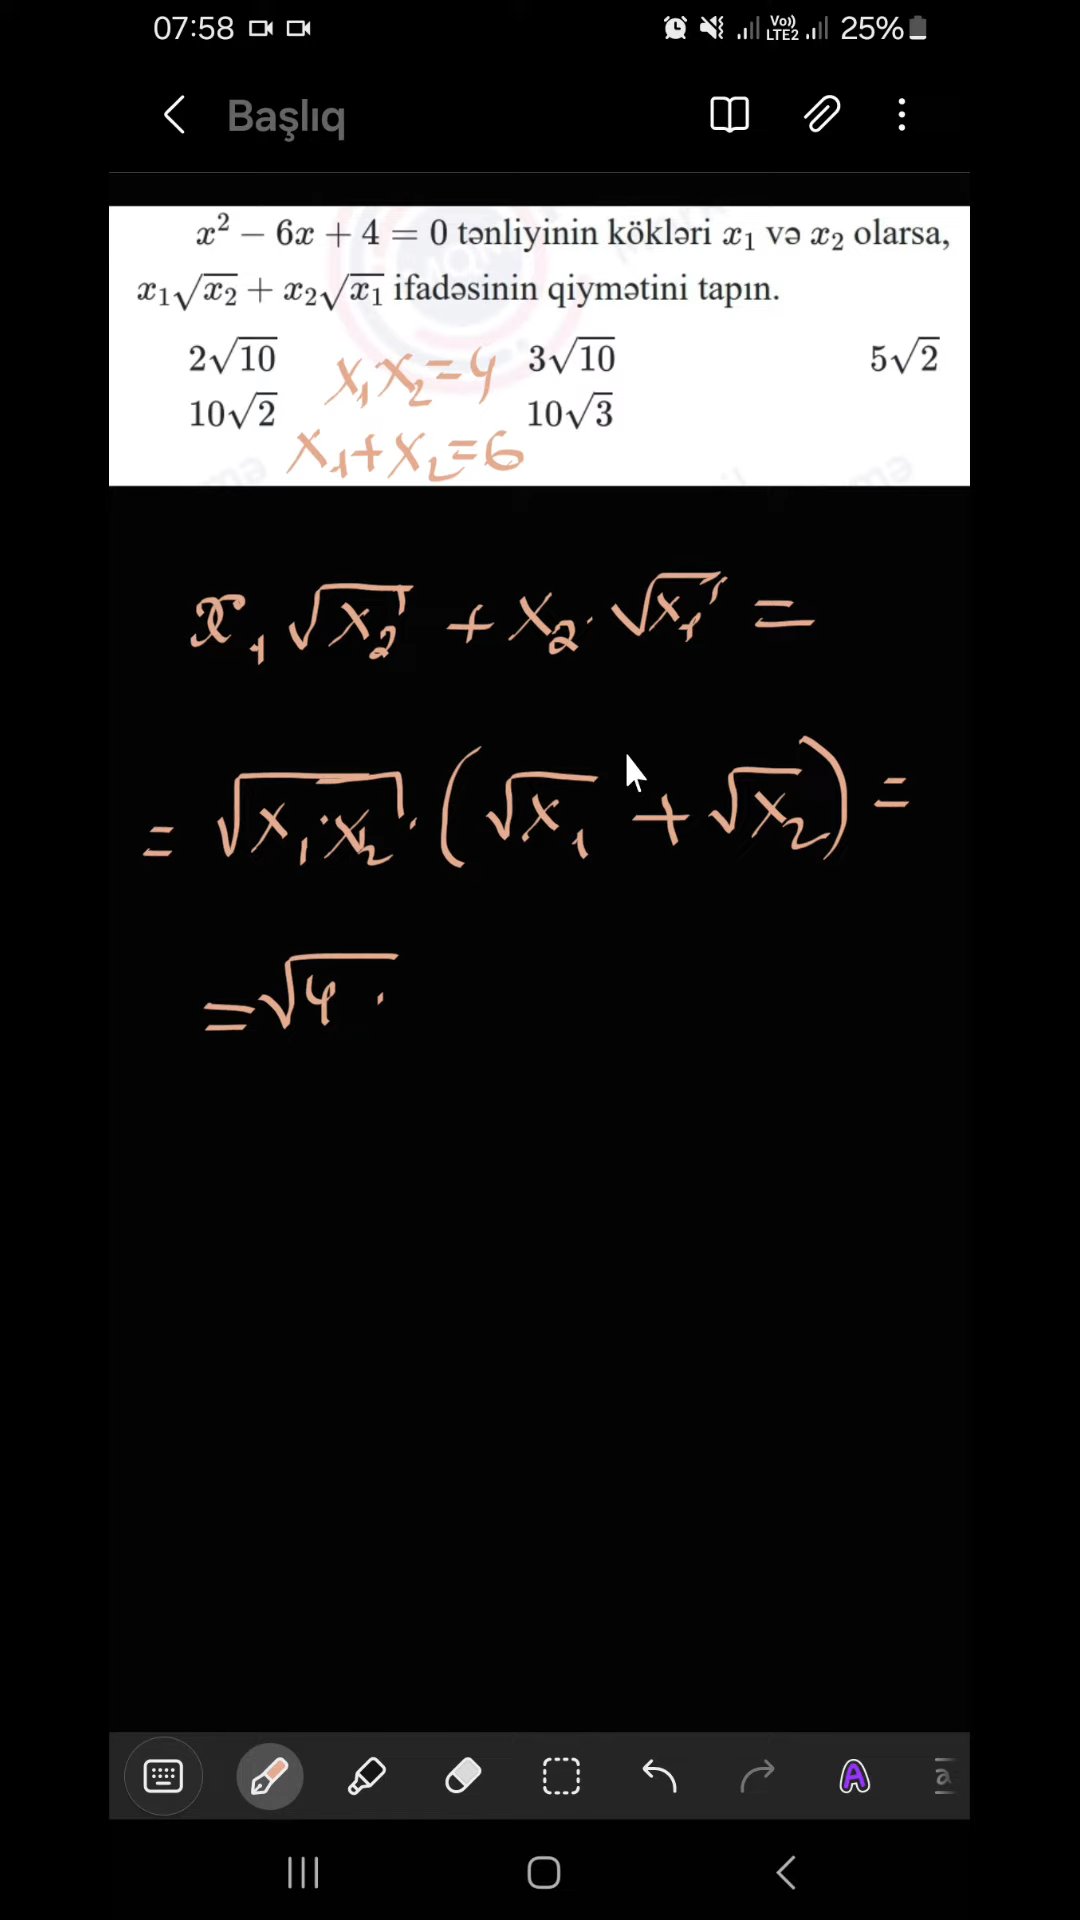 07:58 Vo)) LTE2 25%
Başlıq
x² − 6x + 4 = 0 tənliyinin kökləri x₁ və x₂ olarsa,
x₁√x₂ + x₂√x₁ ifadəsinin qiymətini tapın.
2√10 3√10 5√2
x₁x₂=4
10√2 10√3
x₁+x₂=6
x₁√x₂ + x₂·√x₁ =
= √x₁·x₂ · (√x₁ + √x₂) =
= √4 ·
A a